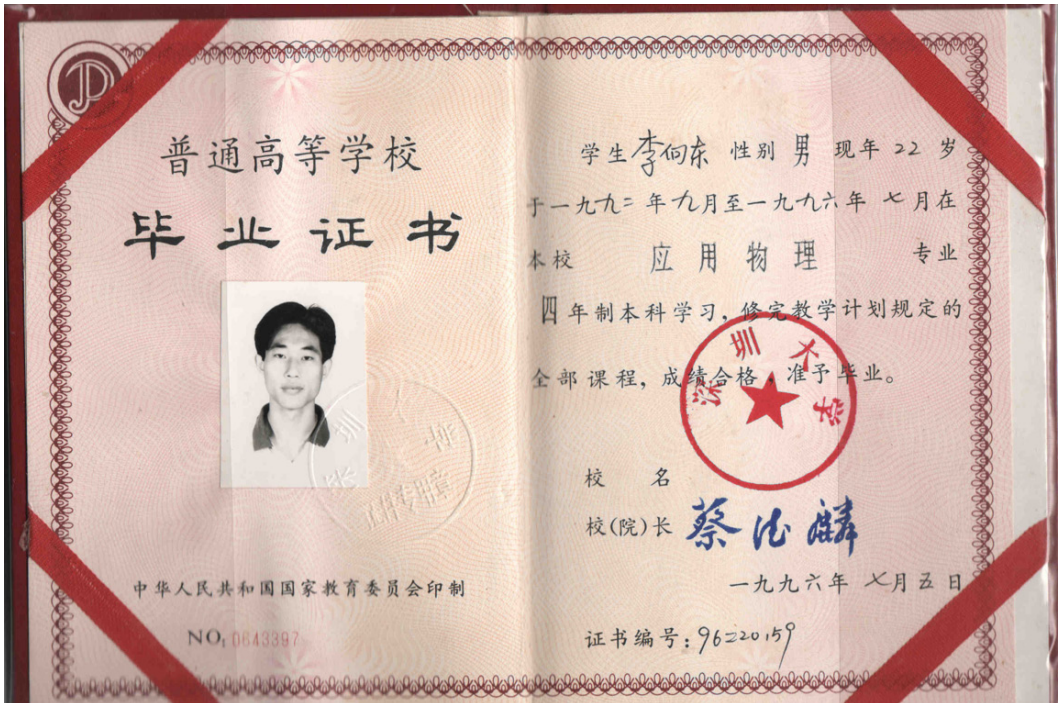 普通高等学校
毕业证书
中华人民共和国国家教育委员会印制
NO: 0643397
学生李向东 性别 男 现年 22 岁
于一九九二年九月至一九九六年 七月在
本校 应用物理 专业
四年制本科学习，修完教学计划规定的
全部课程，成绩合格，准予毕业。
深圳大学
校 名
校(院)长 蔡德麟
一九九六年 七月五日
证书编号：96220159